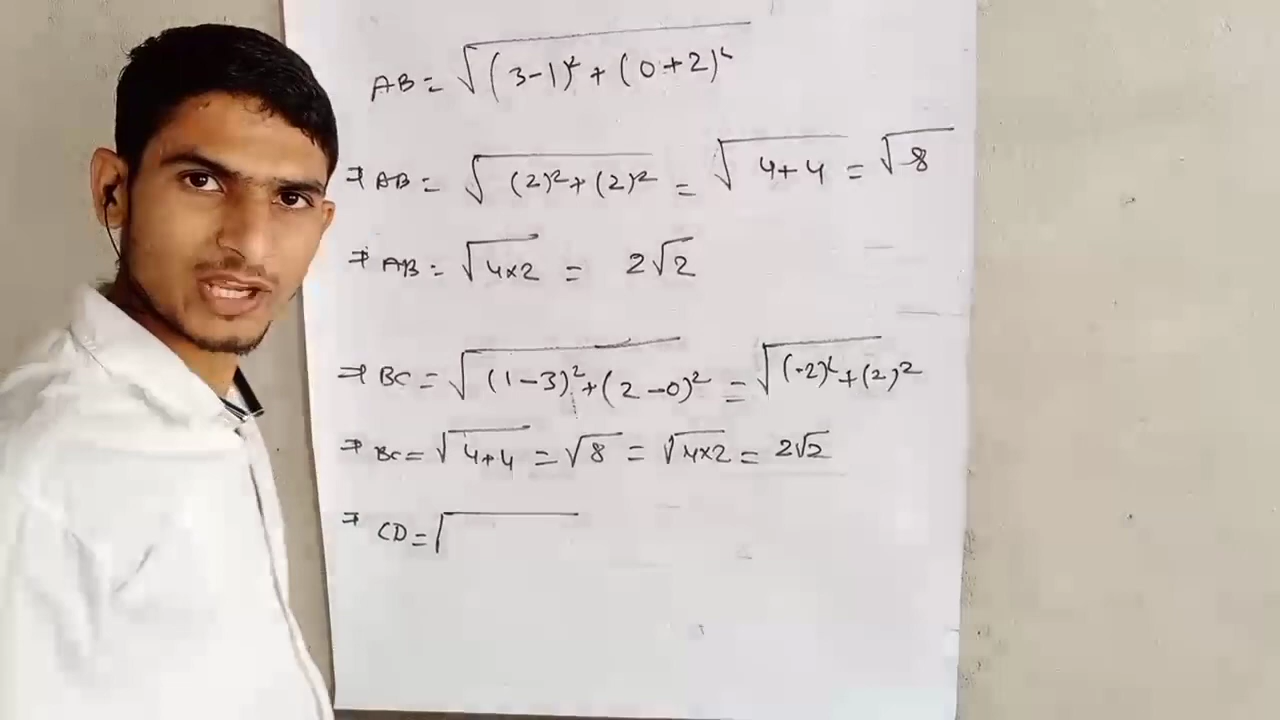 AB = √(3-1)² + (0+2)²
⇒ AB = √(2)² + (2)² = √4+4 = √8
⇒ AB = √4×2 = 2√2
⇒ BC = √(1-3)² + (2-0)² = √(-2)² + (2)²
⇒ BC = √4+4 = √8 = √4×2 = 2√2
⇒ CD = √